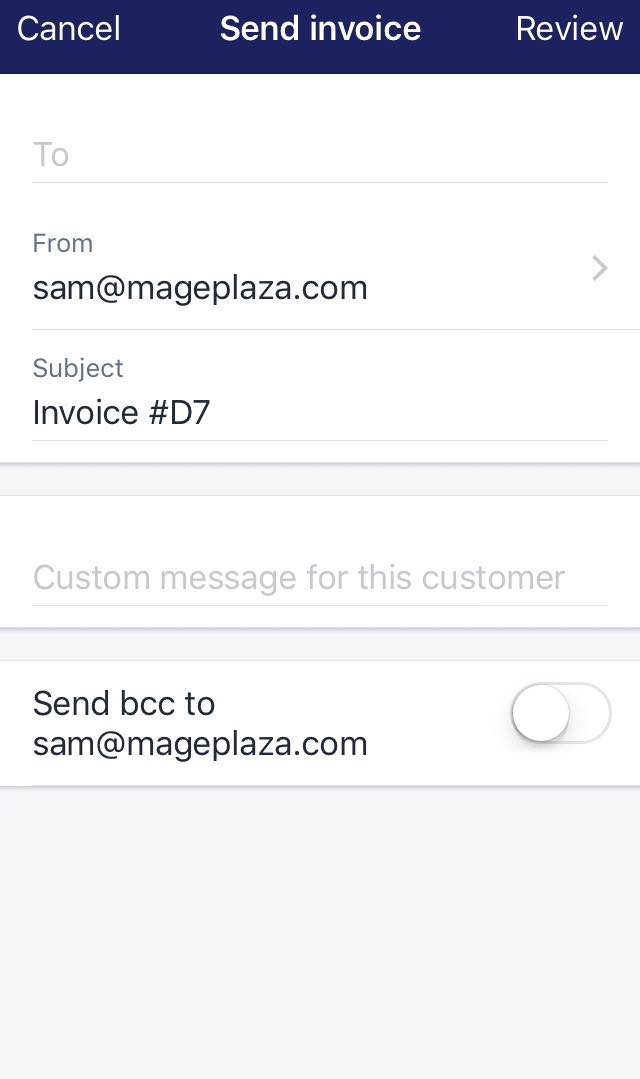 Cancel Send invoice Review
To
From
sam@mageplaza.com
Subject
Invoice #D7
Custom message for this customer
Send bcc to
sam@mageplaza.com